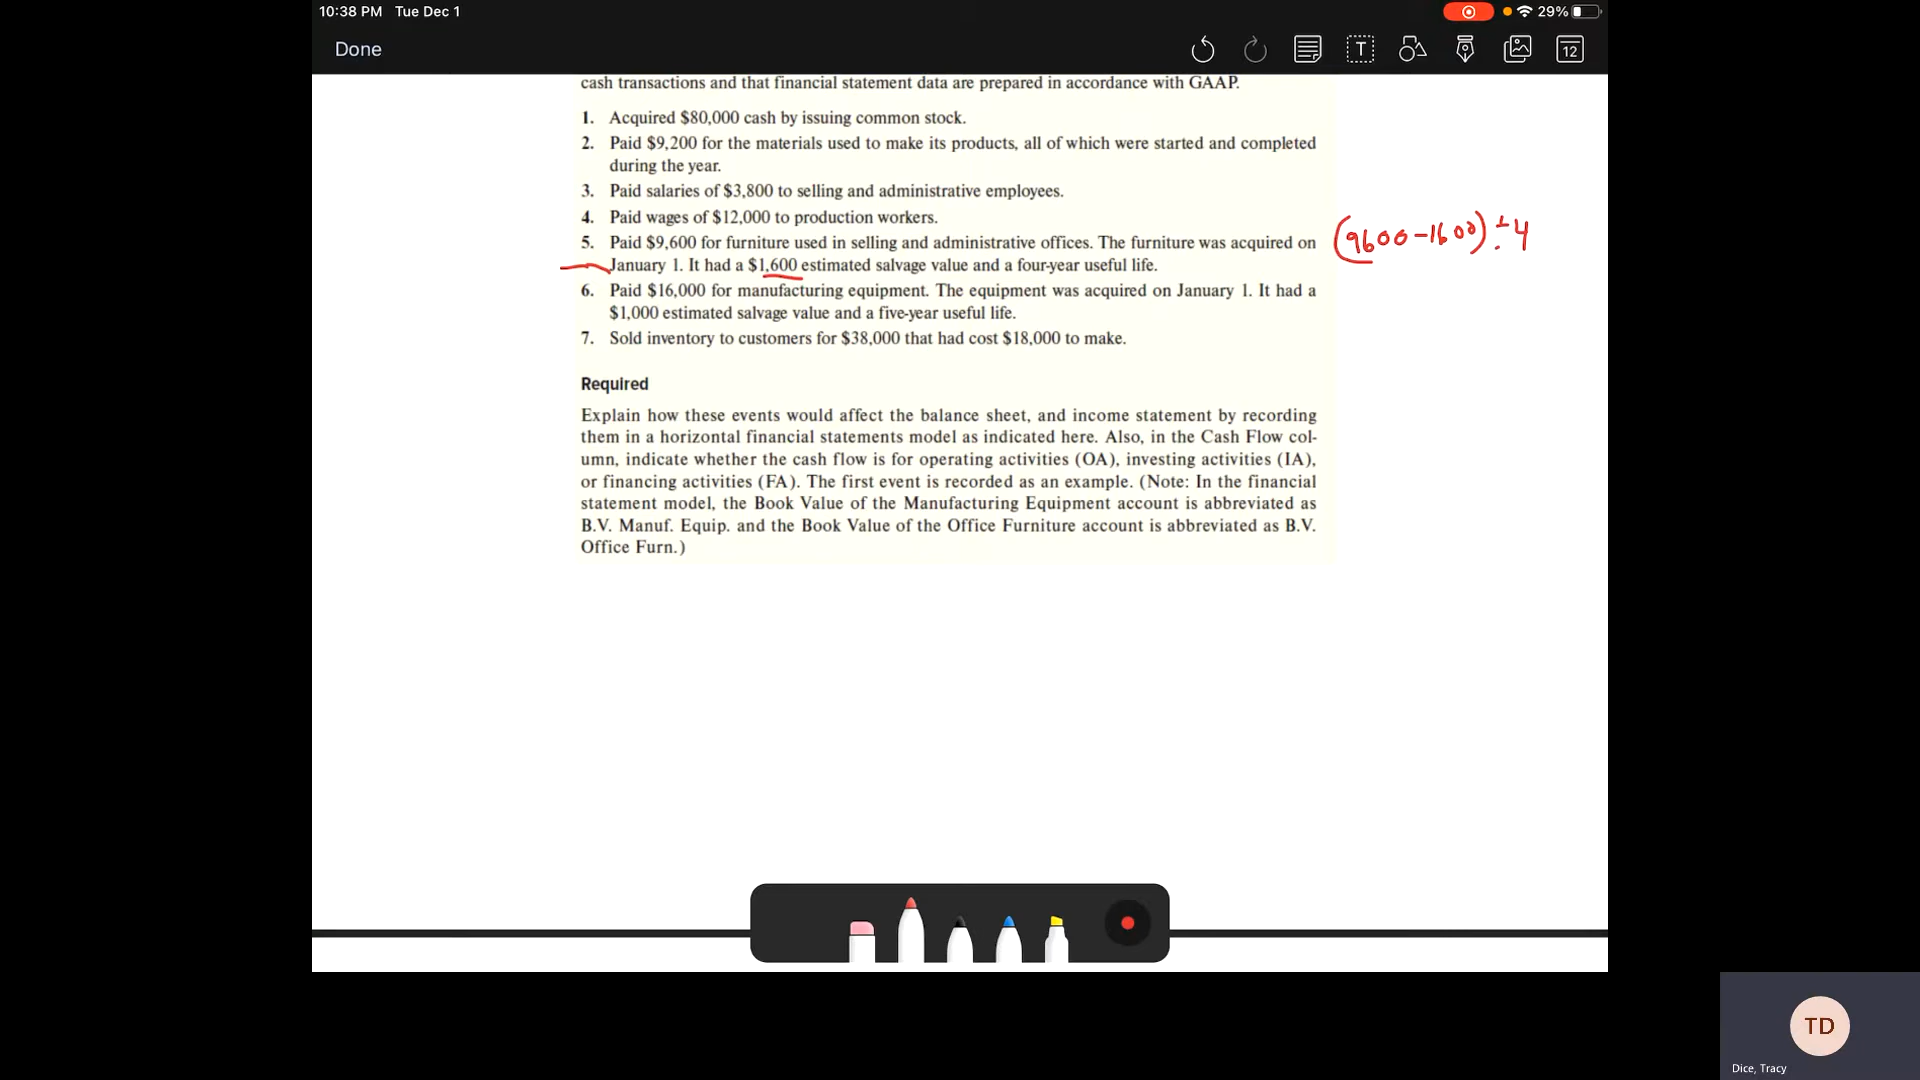 10:38 PM Tue Dec 1 29%
Done T 12
cash transactions and that financial statement data are prepared in accordance with GAAP.
1. Acquired $80,000 cash by issuing common stock.
2. Paid $9,200 for the materials used to make its products, all of which were started and completed
during the year.
3. Paid salaries of $3,800 to selling and administrative employees.
4. Paid wages of $12,000 to production workers.
5. Paid $9,600 for furniture used in selling and administrative offices. The furniture was acquired on
January 1. It had a $1,600 estimated salvage value and a four-year useful life.
(9600-1600) ÷ 4
6. Paid $16,000 for manufacturing equipment. The equipment was acquired on January 1. It had a
$1,000 estimated salvage value and a five-year useful life.
7. Sold inventory to customers for $38,000 that had cost $18,000 to make.
Required
Explain how these events would affect the balance sheet, and income statement by recording
them in a horizontal financial statements model as indicated here. Also, in the Cash Flow col-
umn, indicate whether the cash flow is for operating activities (OA), investing activities (IA),
or financing activities (FA). The first event is recorded as an example. (Note: In the financial
statement model, the Book Value of the Manufacturing Equipment account is abbreviated as
B.V. Manuf. Equip. and the Book Value of the Office Furniture account is abbreviated as B.V.
Office Furn.)
TD
Dice, Tracy